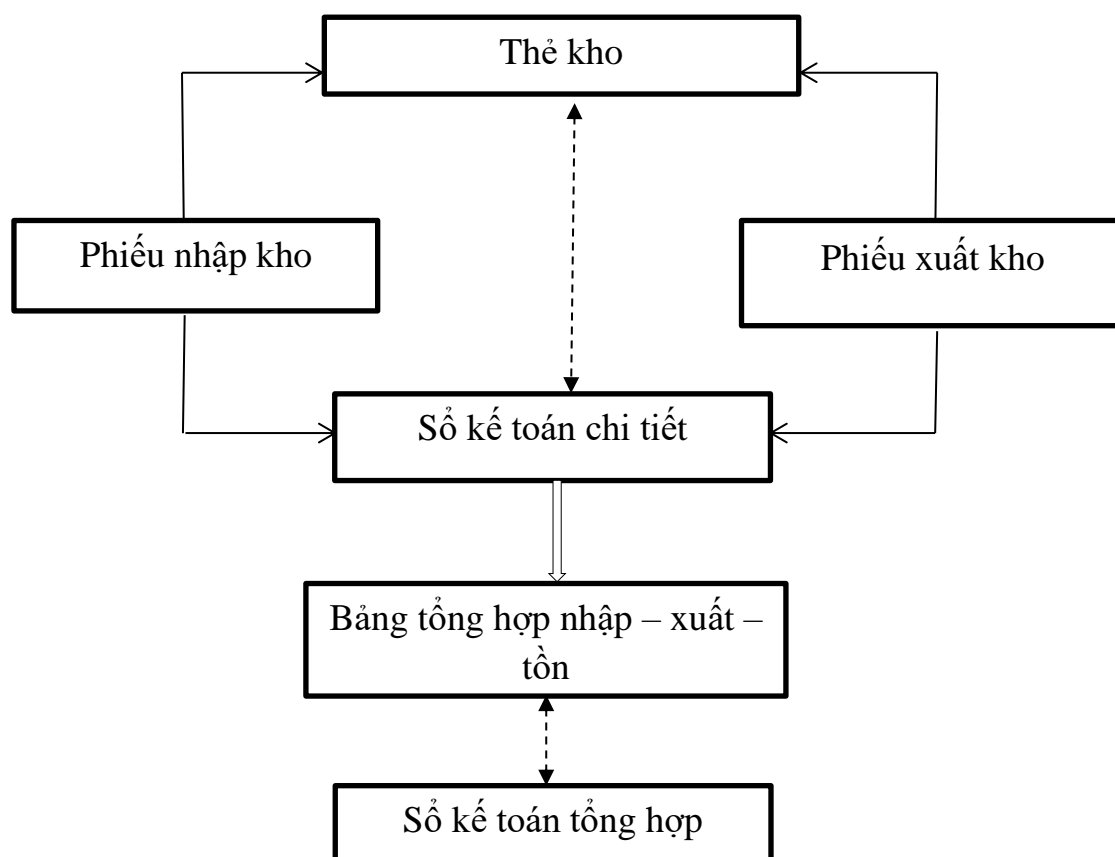 Thẻ kho
Phiếu nhập kho
Phiếu xuất kho
Sổ kế toán chi tiết
Bảng tổng hợp nhập – xuất –
tồn
Sổ kế toán tổng hợp